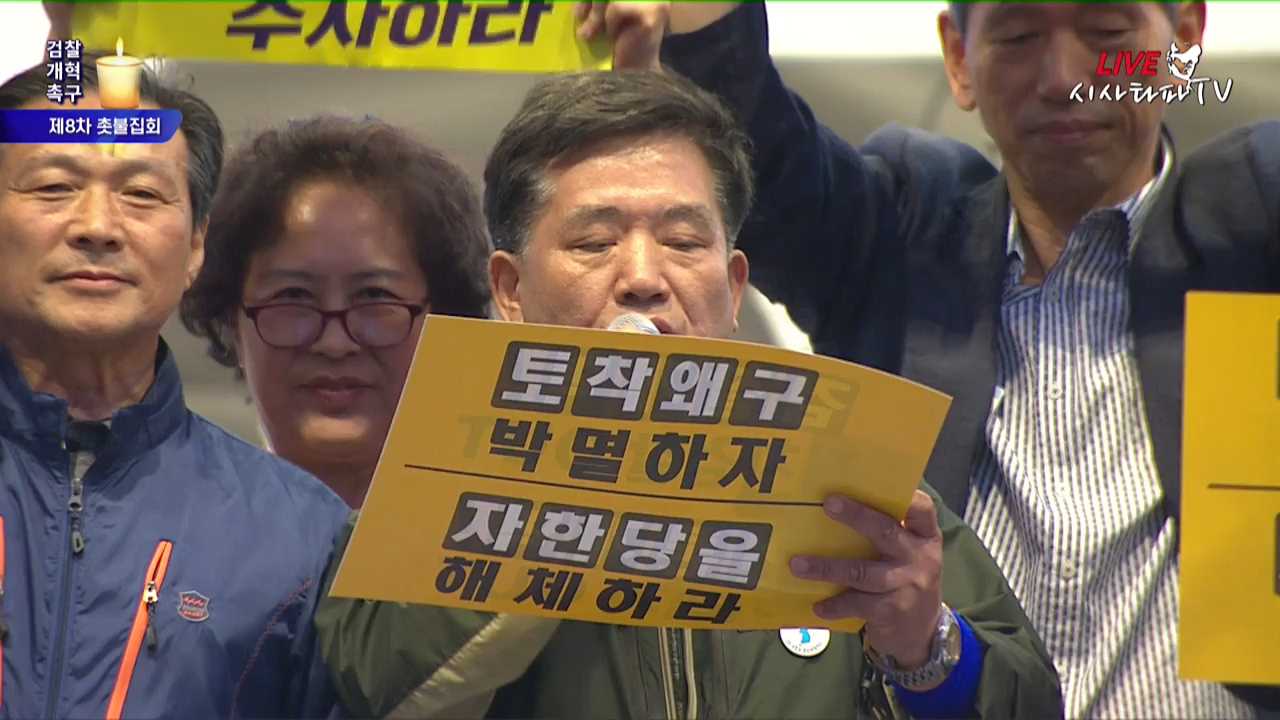 수사하라
검찰
개혁
촉구
제8차 촛불집회
LIVE
시사타파TV
토착왜구
박멸하자
자한당을
해체하라